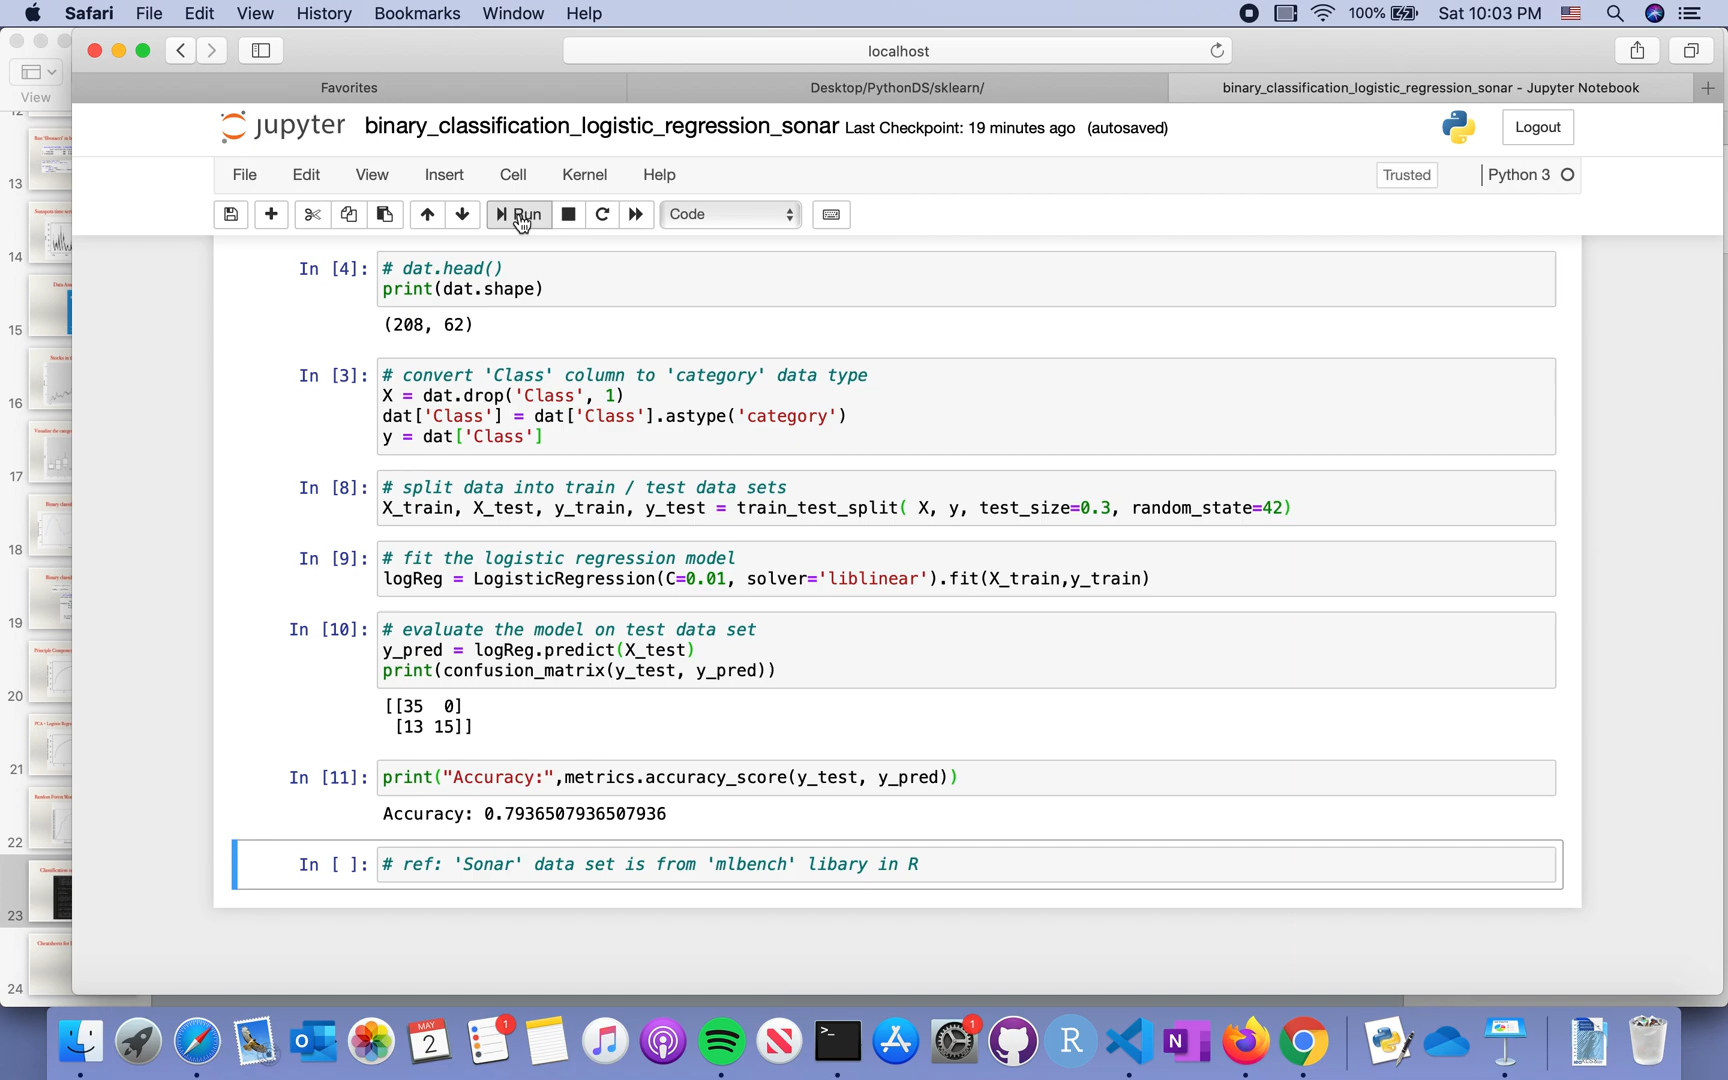 Safari File Edit View History Bookmarks Window Help 100% Sat 10:03 PM
localhost
View
Favorites Desktop/PythonDS/sklearn/ binary_classification_logistic_regression_sonar - Jupyter Notebook
jupyter binary_classification_logistic_regression_sonar Last Checkpoint: 19 minutes ago (autosaved) Logout
File Edit View Insert Cell Kernel Help Trusted Python 3
Run Code
In [4]: # dat.head()
print(dat.shape)
(208, 62)
In [3]: # convert 'Class' column to 'category' data type
X = dat.drop('Class', 1)
dat['Class'] = dat['Class'].astype('category')
y = dat['Class']
In [8]: # split data into train / test data sets
X_train, X_test, y_train, y_test = train_test_split( X, y, test_size=0.3, random_state=42)
In [9]: # fit the logistic regression model
logReg = LogisticRegression(C=0.01, solver='liblinear').fit(X_train,y_train)
In [10]: # evaluate the model on test data set
y_pred = logReg.predict(X_test)
print(confusion_matrix(y_test, y_pred))
[[35 0]
[13 15]]
In [11]: print("Accuracy:",metrics.accuracy_score(y_test, y_pred))
Accuracy: 0.7936507936507936
In [ ]: # ref: 'Sonar' data set is from 'mlbench' libary in R
13
14
15
16
17
18
19
20
21
22
23
24
MAY
2
1
1
R
N